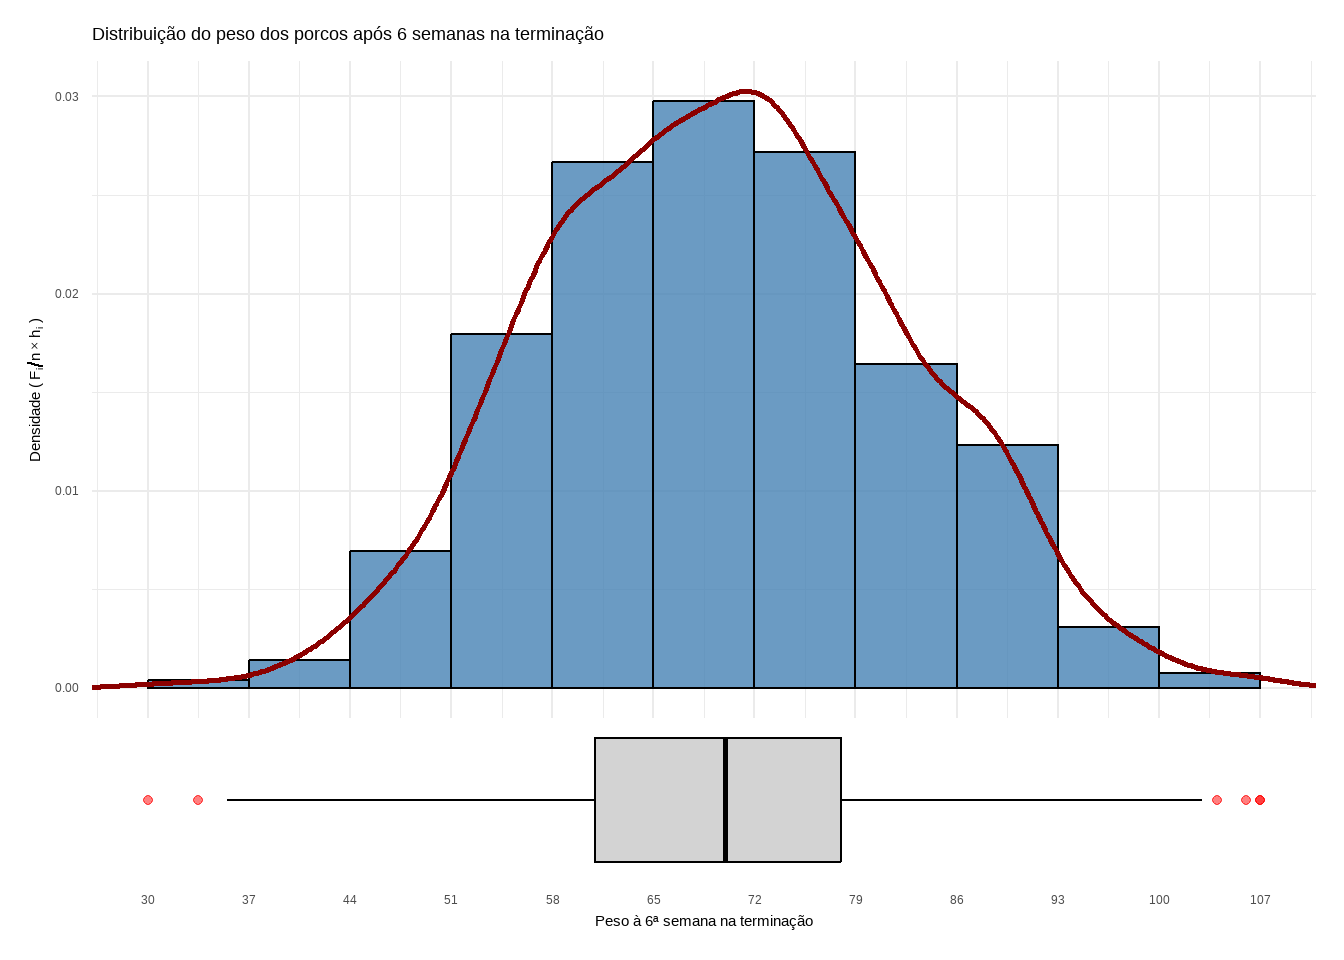 Distribuição do peso dos porcos após 6 semanas na terminação
0.03
0.02
0.01
0.00
Densidade ( Fi/n × hi )
30 37 44 51 58 65 72 79 86 93 100 107
Peso à 6ª semana na terminação